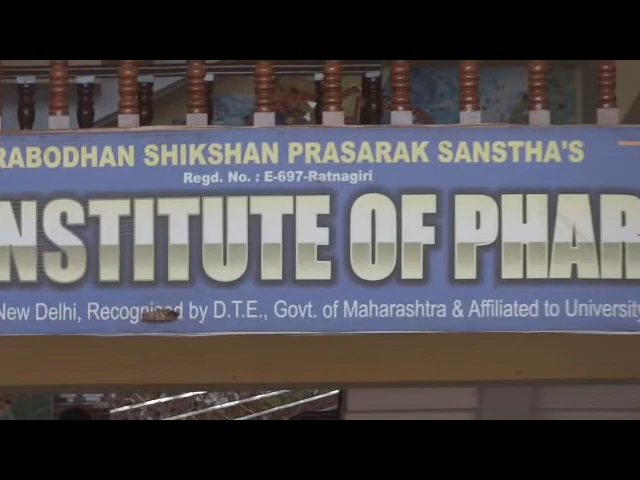 RABODHAN SHIKSHAN PRASARAK SANSTHA'S
Regd. No. : E-697-Ratnagiri
NSTITUTE OF PHAR
New Delhi, Recognised by D.T.E., Govt. of Maharashtra & Affiliated to University